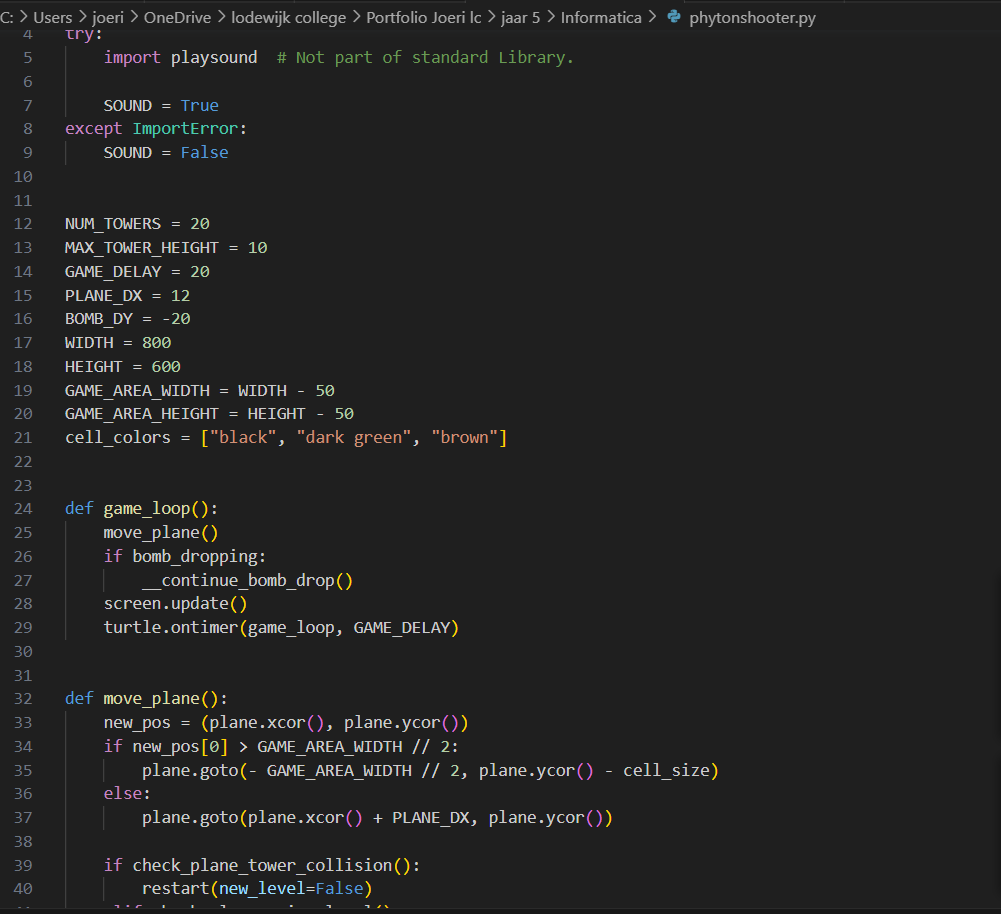 C: > Users > joeri > OneDrive > lodewijk college > Portfolio Joeri lc > jaar 5 > Informatica > phytonshooter.py
4 try:
5     import playsound  # Not part of standard Library.
6
7     SOUND = True
8 except ImportError:
9     SOUND = False
10
11
12 NUM_TOWERS = 20
13 MAX_TOWER_HEIGHT = 10
14 GAME_DELAY = 20
15 PLANE_DX = 12
16 BOMB_DY = -20
17 WIDTH = 800
18 HEIGHT = 600
19 GAME_AREA_WIDTH = WIDTH - 50
20 GAME_AREA_HEIGHT = HEIGHT - 50
21 cell_colors = ["black", "dark green", "brown"]
22
23
24 def game_loop():
25     move_plane()
26     if bomb_dropping:
27         __continue_bomb_drop()
28     screen.update()
29     turtle.ontimer(game_loop, GAME_DELAY)
30
31
32 def move_plane():
33     new_pos = (plane.xcor(), plane.ycor())
34     if new_pos[0] > GAME_AREA_WIDTH // 2:
35         plane.goto(- GAME_AREA_WIDTH // 2, plane.ycor() - cell_size)
36     else:
37         plane.goto(plane.xcor() + PLANE_DX, plane.ycor())
38
39     if check_plane_tower_collision():
40         restart(new_level=False)